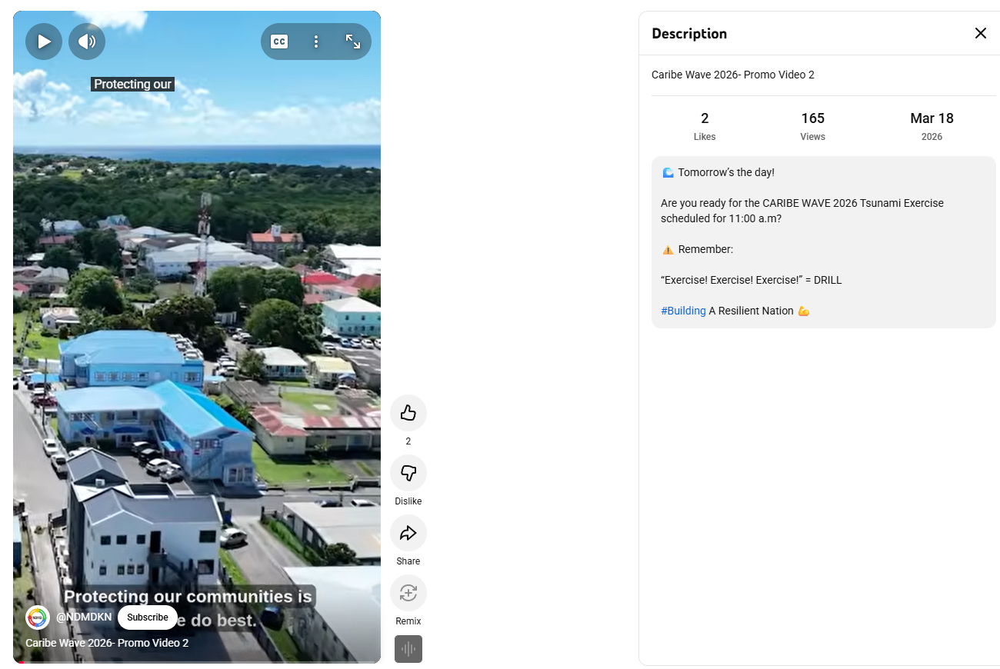 CC
Protecting our
Protecting our communities is
e do best.
NDMD
@NDMDKN
Subscribe
Caribe Wave 2026- Promo Video 2
2
Dislike
Share
Remix
Description
Caribe Wave 2026- Promo Video 2
2
Likes
165
Views
Mar 18
2026
🌊 Tomorrow’s the day!
Are you ready for the CARIBE WAVE 2026 Tsunami Exercise
scheduled for 11:00 a.m?
⚠️ Remember:
“Exercise! Exercise! Exercise!” = DRILL
#Building A Resilient Nation 💪